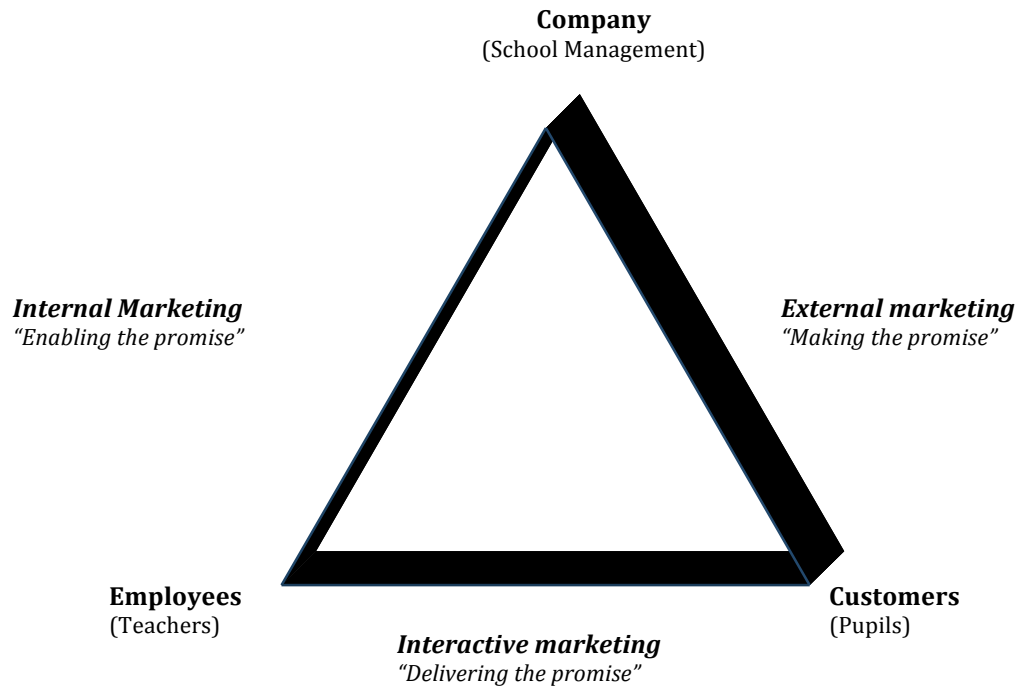 Company
(School Management)
Internal Marketing
“Enabling the promise”
External marketing
“Making the promise”
Employees
(Teachers)
Customers
(Pupils)
Interactive marketing
“Delivering the promise”